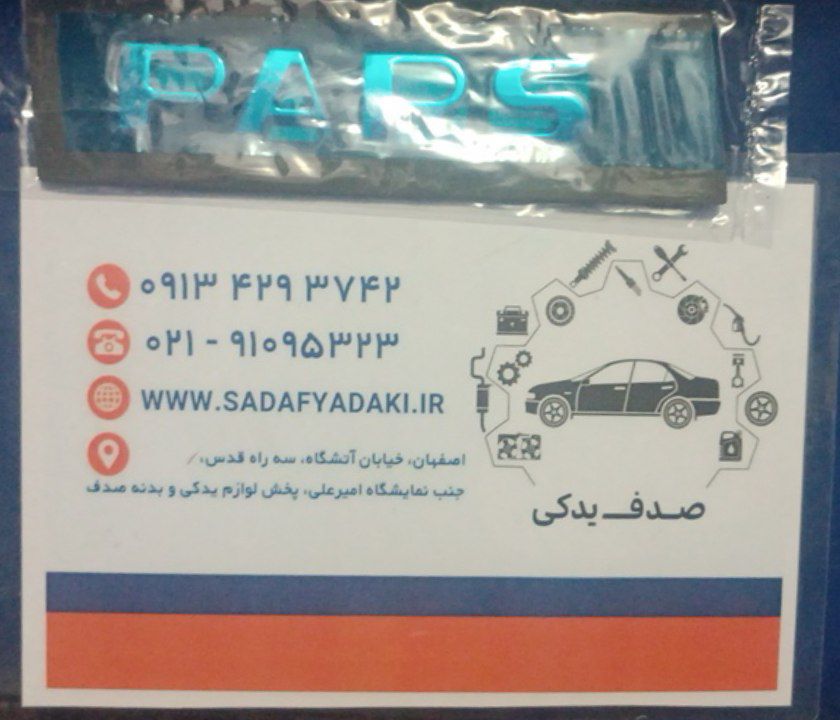 PARS
۰۹۱۳ ۴۲۹ ۳۷۴۲
۰۲۱ - ۹۱۰۹۵۳۲۳
WWW.SADAFYADAKI.IR
اصفهان، خیابان آتشگاه، سه راه قدس،
جنب نمایشگاه امیرعلی، پخش لوازم یدکی و بدنه صدف
صدف یدکی